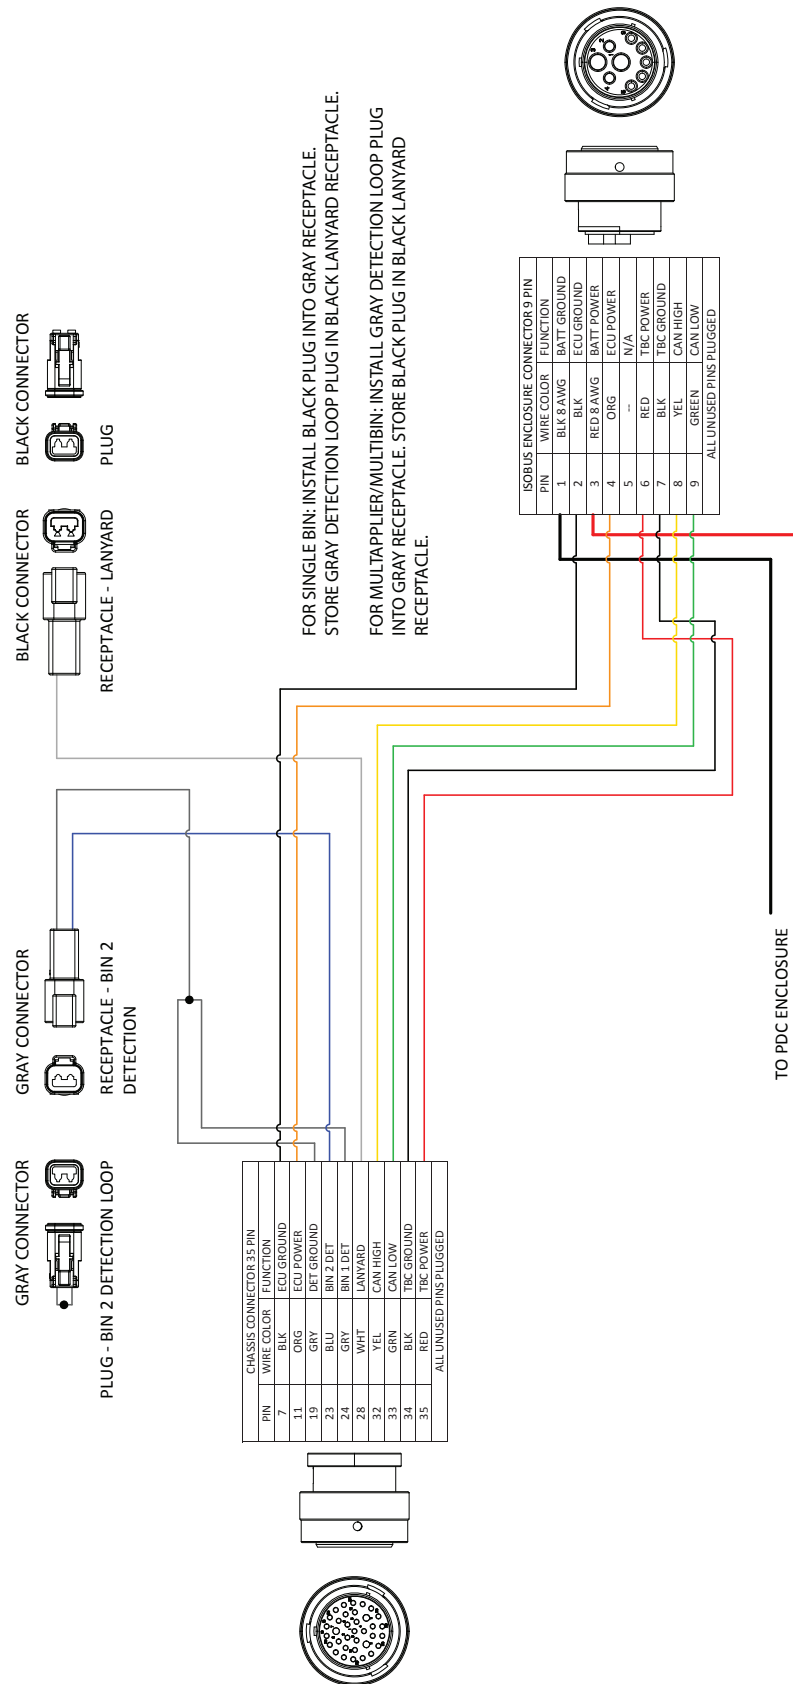 GRAY CONNECTOR
PLUG - BIN 2 DETECTION LOOP
GRAY CONNECTOR
RECEPTACLE - BIN 2
DETECTION
BLACK CONNECTOR
RECEPTACLE - LANYARD
BLACK CONNECTOR
PLUG
FOR SINGLE BIN: INSTALL BLACK PLUG INTO GRAY RECEPTACLE.
STORE GRAY DETECTION LOOP PLUG IN BLACK LANYARD RECEPTACLE.
FOR MULTAPPLIER/MULTIBIN: INSTALL GRAY DETECTION LOOP PLUG
INTO GRAY RECEPTACLE. STORE BLACK PLUG IN BLACK LANYARD
RECEPTACLE.
CHASSIS CONNECTOR 35 PIN
PIN WIRE COLOR FUNCTION
7 BLK ECU GROUND
11 ORG ECU POWER
19 GRY DET GROUND
23 BLU BIN 2 DET
24 GRY BIN 1 DET
28 WHT LANYARD
32 YEL CAN HIGH
33 GRN CAN LOW
34 BLK TBC GROUND
35 RED TBC POWER
ALL UNUSED PINS PLUGGED
ISOBUS ENCLOSURE CONNECTOR 9 PIN
PIN WIRE COLOR FUNCTION
1 BLK 8 AWG BATT GROUND
2 BLK ECU GROUND
3 RED 8 AWG BATT POWER
4 ORG ECU POWER
5 -- N/A
6 RED TBC POWER
7 BLK TBC GROUND
8 YEL CAN HIGH
9 GREEN CAN LOW
ALL UNUSED PINS PLUGGED
TO PDC ENCLOSURE